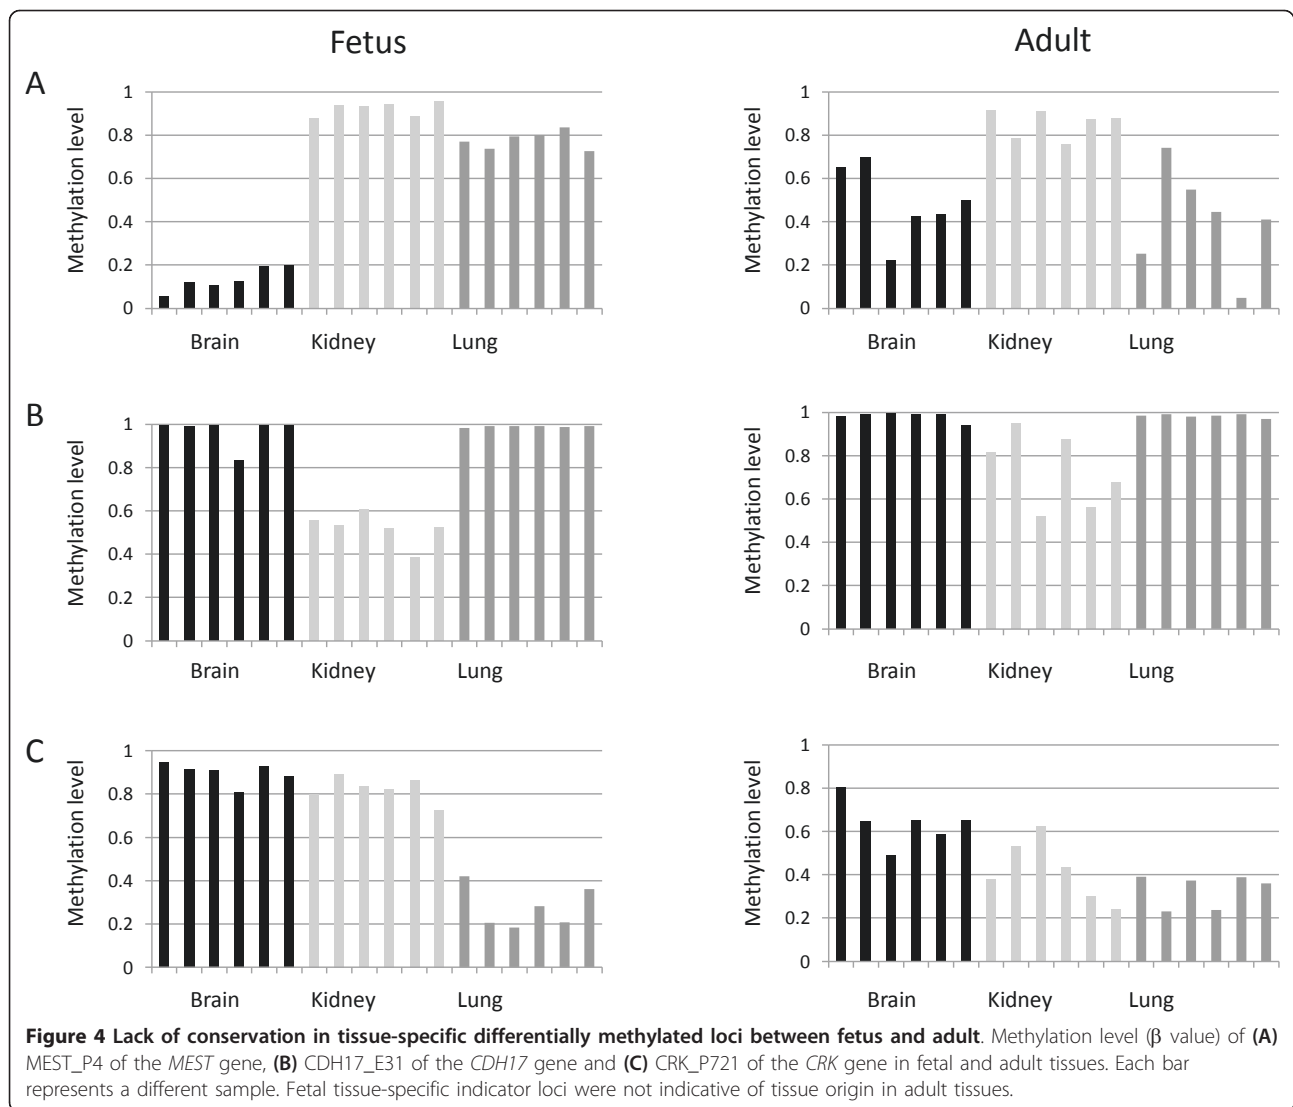 Fetus
Adult
A
Methylation level
1
0.8
0.6
0.4
0.2
0
Brain
Kidney
Lung
Methylation level
1
0.8
0.6
0.4
0.2
0
Brain
Kidney
Lung
B
Methylation level
1
0.8
0.6
0.4
0.2
0
Brain
Kidney
Lung
Methylation level
1
0.8
0.6
0.4
0.2
0
Brain
Kidney
Lung
C
Methylation level
1
0.8
0.6
0.4
0.2
0
Brain
Kidney
Lung
Methylation level
1
0.8
0.6
0.4
0.2
0
Brain
Kidney
Lung
Figure 4 Lack of conservation in tissue-specific differentially methylated loci between fetus and adult. Methylation level (β value) of (A)
MEST_P4 of the MEST gene, (B) CDH17_E31 of the CDH17 gene and (C) CRK_P721 of the CRK gene in fetal and adult tissues. Each bar
represents a different sample. Fetal tissue-specific indicator loci were not indicative of tissue origin in adult tissues.